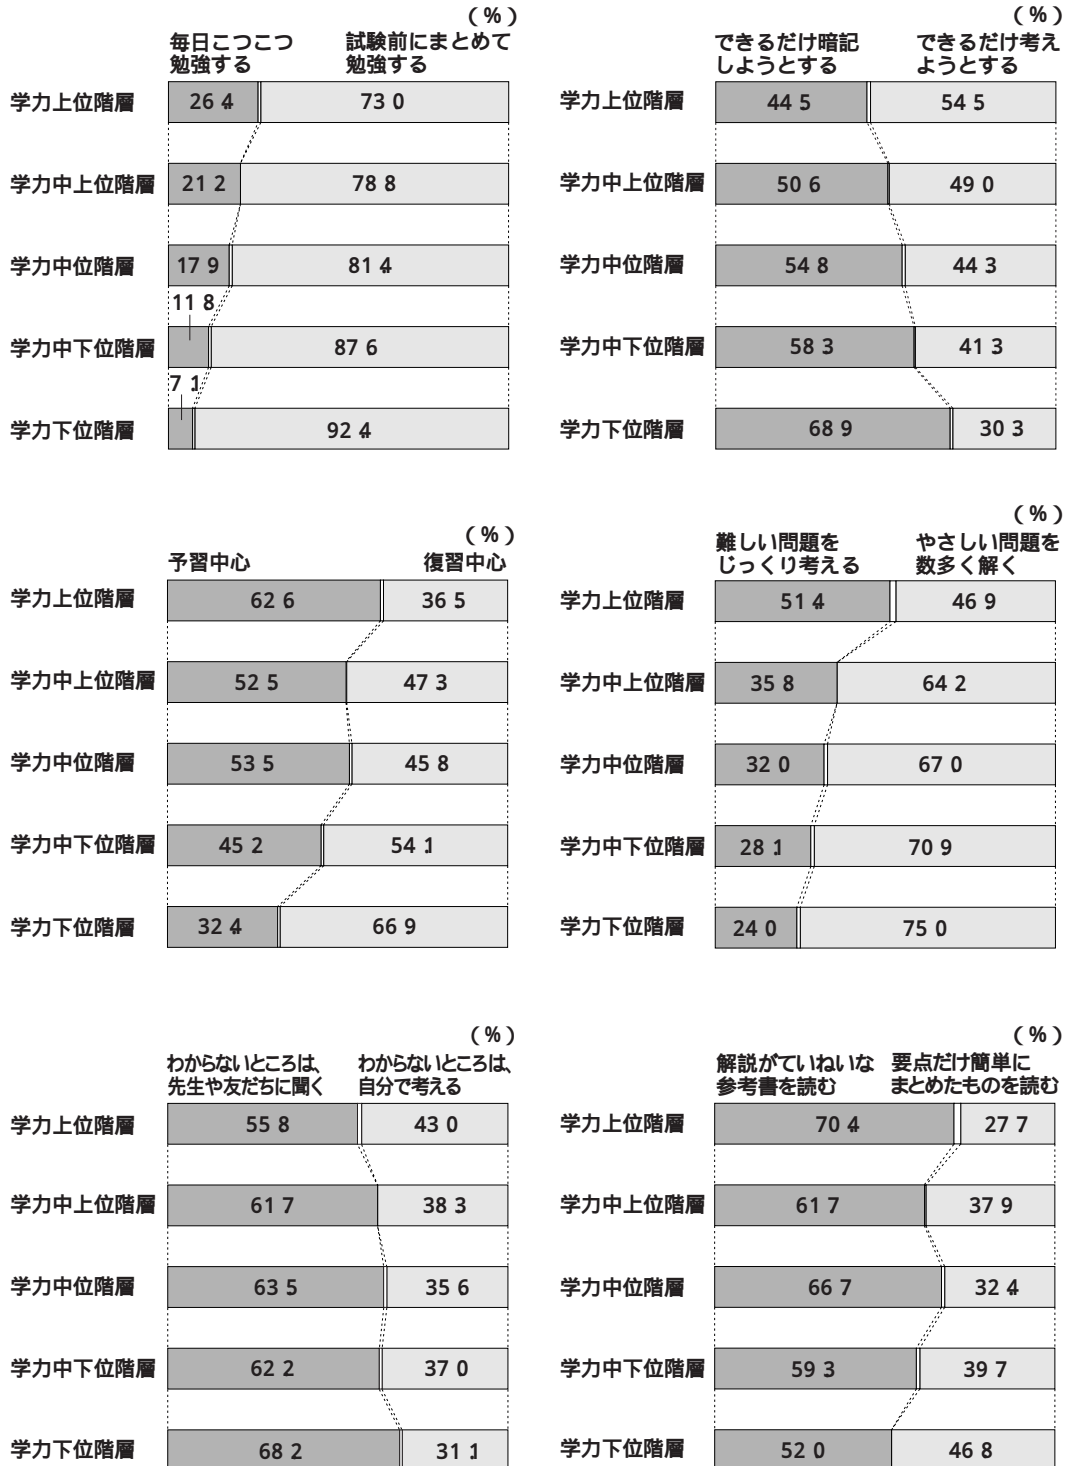 (%)
毎日こつこつ 試験前にまとめて
勉強する 勉強する
学力上位階層 26.4 73.0
学力中上位階層 21.2 78.8
学力中位階層 17.9 81.4
11.8
学力中下位階層 87.6
7.1
学力下位階層 92.4
(%)
できるだけ暗記 できるだけ考え
しようとする ようとする
学力上位階層 44.5 54.5
学力中上位階層 50.6 49.0
学力中位階層 54.8 44.3
学力中下位階層 58.3 41.3
学力下位階層 68.9 30.3
(%)
予習中心 復習中心
学力上位階層 62.6 36.5
学力中上位階層 52.5 47.3
学力中位階層 53.5 45.8
学力中下位階層 45.2 54.1
学力下位階層 32.4 66.9
(%)
難しい問題を やさしい問題を
じっくり考える 数多く解く
学力上位階層 51.4 46.9
学力中上位階層 35.8 64.2
学力中位階層 32.0 67.0
学力中下位階層 28.1 70.9
学力下位階層 24.0 75.0
(%)
わからないところは、 わからないところは、
先生や友だちに聞く 自分で考える
学力上位階層 55.8 43.0
学力中上位階層 61.7 38.3
学力中位階層 63.5 35.6
学力中下位階層 62.2 37.0
学力下位階層 68.2 31.1
(%)
解説がていねいな 要点だけ簡単に
参考書を読む まとめたものを読む
学力上位階層 70.4 27.7
学力中上位階層 61.7 37.9
学力中位階層 66.7 32.4
学力中下位階層 59.3 39.7
学力下位階層 52.0 46.8